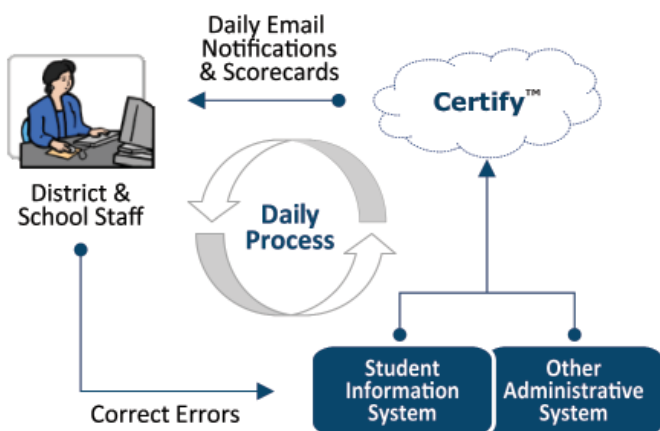 Daily Email
Notifications
& Scorecards
Certify™
District &
School Staff
Daily
Process
Student
Information
System
Other
Administrative
System
Correct Errors